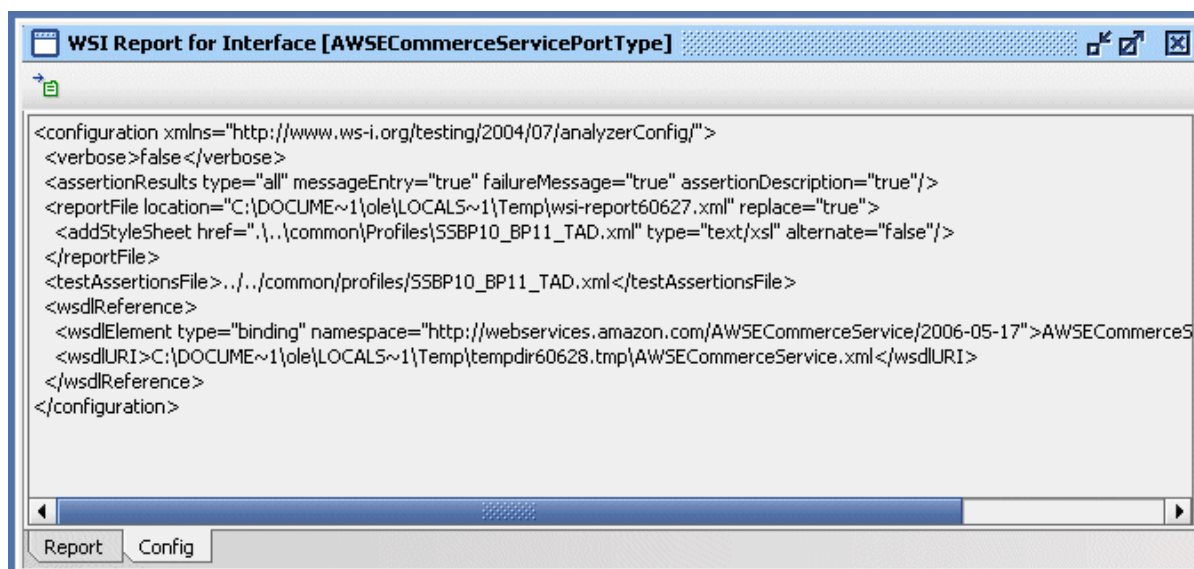 WSI Report for Interface [AWSECommerceServicePortType]
<configuration xmlns="http://www.ws-i.org/testing/2004/07/analyzerConfig/">
<verbose>false</verbose>
<assertionResults type="all" messageEntry="true" failureMessage="true" assertionDescription="true"/>
<reportFile location="C:\DOCUME~1\ole\LOCALS~1\Temp\wsi-report60627.xml" replace="true">
<addStyleSheet href=".\..\common\Profiles\SSBP10_BP11_TAD.xml" type="text/xsl" alternate="false"/>
</reportFile>
<testAssertionsFile>../../common/profiles/SSBP10_BP11_TAD.xml</testAssertionsFile>
<wsdlReference>
<wsdlElement type="binding" namespace="http://webservices.amazon.com/AWSECommerceService/2006-05-17">AWSECommerceS
<wsdlURI>C:\DOCUME~1\ole\LOCALS~1\Temp\tempdir60628.tmp\AWSECommerceService.xml</wsdlURI>
</wsdlReference>
</configuration>
Report Config